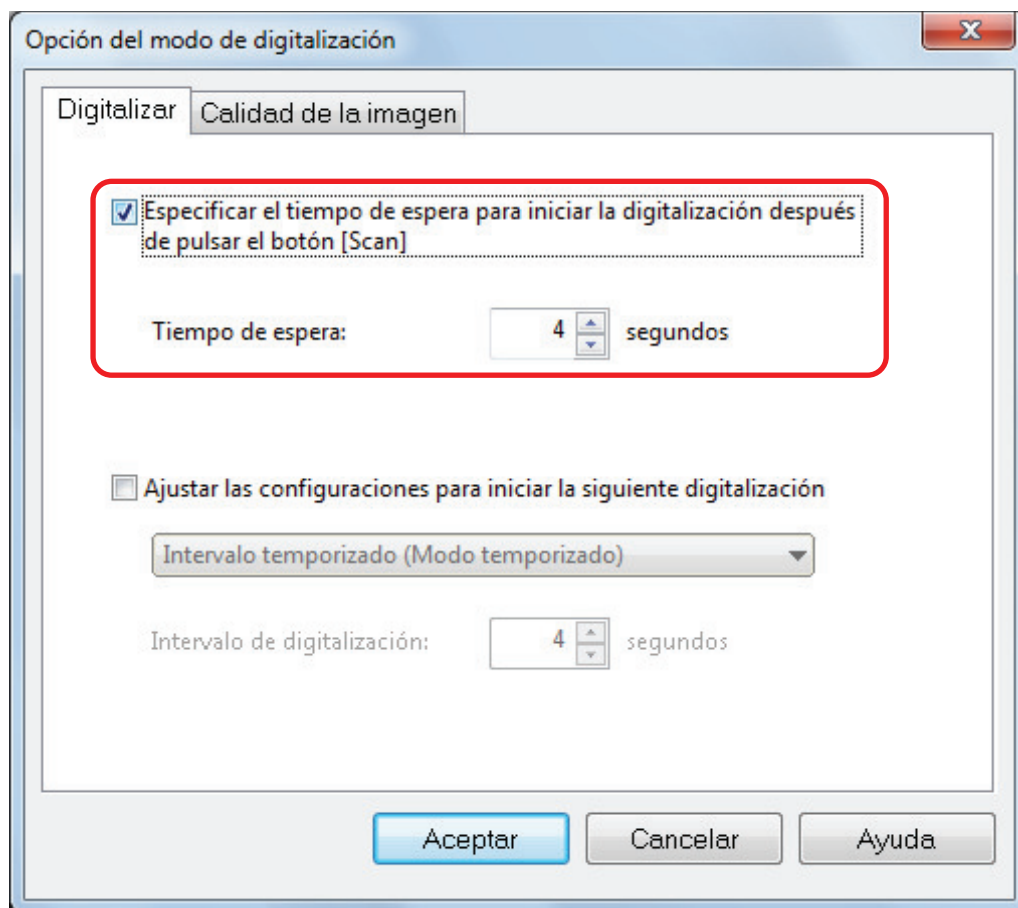 Opción del modo de digitalización
Digitalizar
Calidad de la imagen
Especificar el tiempo de espera para iniciar la digitalización después
de pulsar el botón [Scan]
Tiempo de espera: 4 segundos
Ajustar las configuraciones para iniciar la siguiente digitalización
Intervalo temporizado (Modo temporizado)
Intervalo de digitalización: 4 segundos
Aceptar Cancelar Ayuda